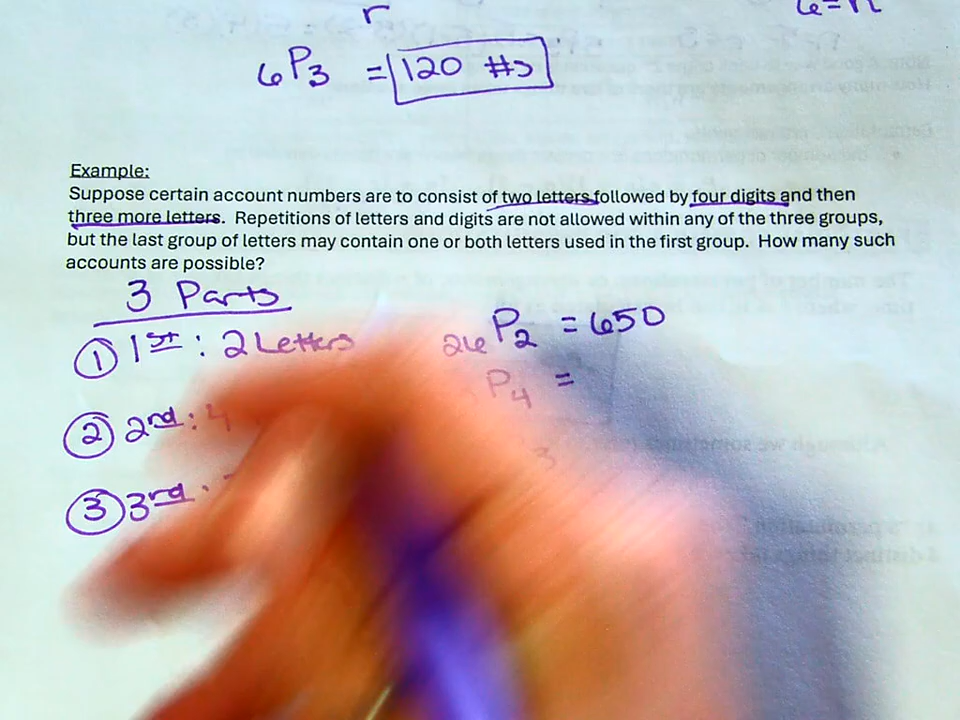 r
6P3 = 120 #s
Example:
Suppose certain account numbers are to consist of two letters followed by four digits and then
three more letters. Repetitions of letters and digits are not allowed within any of the three groups,
but the last group of letters may contain one or both letters used in the first group. How many such
accounts are possible?
3 Parts
① 1st : 2 Letters 26P2 = 650
② 2nd : 4 P4 =
③ 3rd : 3